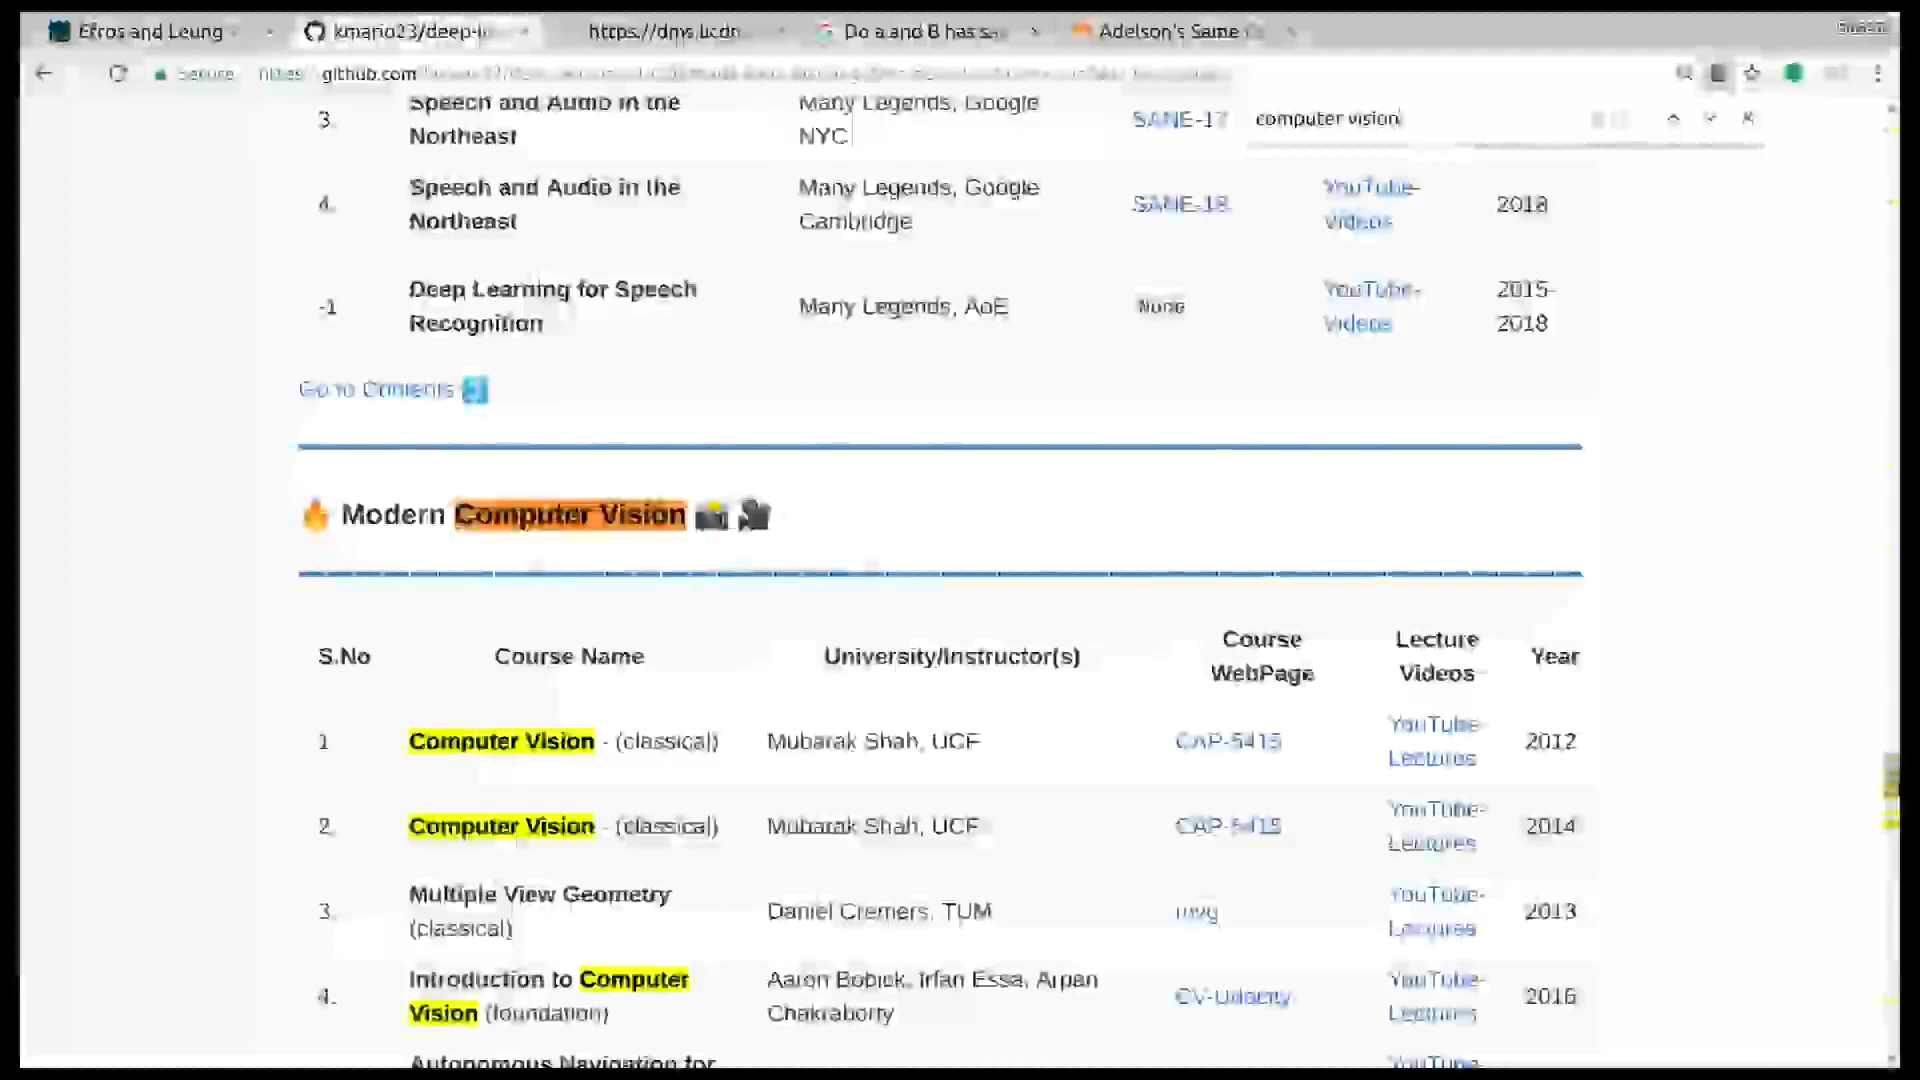 Efros and Leung
kmario23/deep-l
Do a and B has sa
Adelson's Same
Secure
github.com
computer vision
3. Speech and Audio in the Northeast Many Legends, Google NYC SANE-17
4. Speech and Audio in the Northeast Many Legends, Google Cambridge SANE-18 YouTube-Videos 2018
-1 Deep Learning for Speech Recognition Many Legends, AoE None YouTube-Videos 2015-2018
Go to Contents
Modern Computer Vision
S.No Course Name University/Instructor(s) Course WebPage Lecture Videos Year
1 Computer Vision - (classical) Mubarak Shah, UCF CAP-5415 YouTube-Lectures 2012
2. Computer Vision - (classical) Mubarak Shah, UCF CAP-5415 YouTube-Lectures 2014
3. Multiple View Geometry (classical) Daniel Cremers, TUM mvg YouTube-Lectures 2013
4. Introduction to Computer Vision (foundation) Aaron Bobick, Irfan Essa, Arpan Chakraborty CV-Udacity YouTube-Lectures 2016
Autonomous Navigation for YouTube-